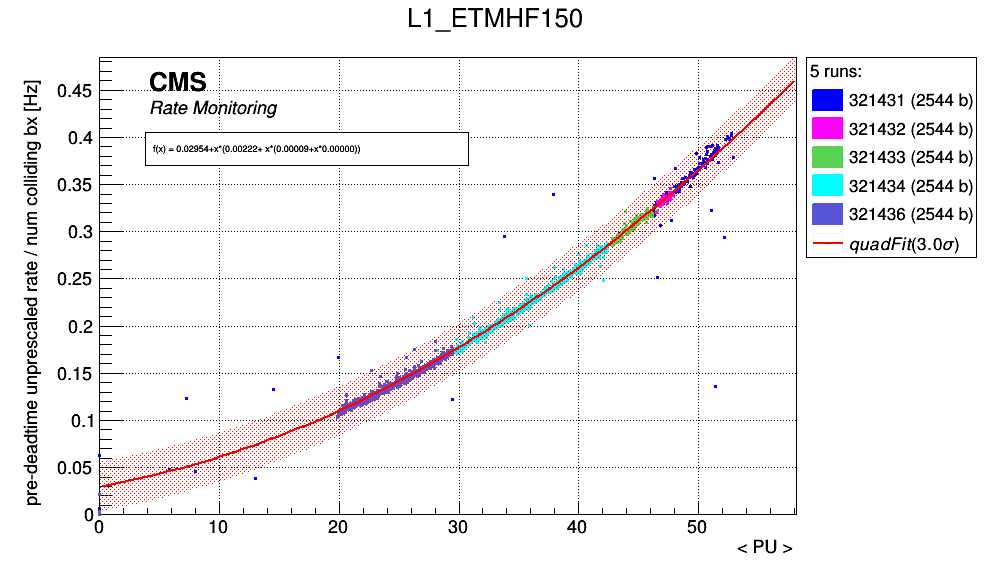 L1_ETMHF150
pre-deadtime unprescaled rate / num colliding bx [Hz]
CMS
Rate Monitoring
f(x) = 0.02954+x*(0.00222+ x*(0.00009+x*0.00000))
0.45
0.4
0.35
0.3
0.25
0.2
0.15
0.1
0.05
0
0 10 20 30 40 50
< PU >
5 runs:
321431 (2544 b)
321432 (2544 b)
321433 (2544 b)
321434 (2544 b)
321436 (2544 b)
quadFit(3.0σ)